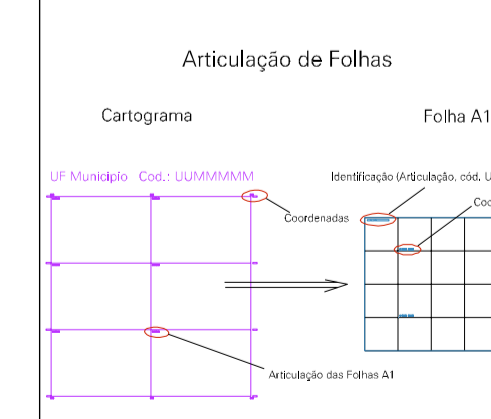 Articulação de Folhas
Cartograma
Folha A1
UF Município Cod.: UUMMMMM
Identificação (Articulação, cód. U
Coordenadas
Articulação das Folhas A1